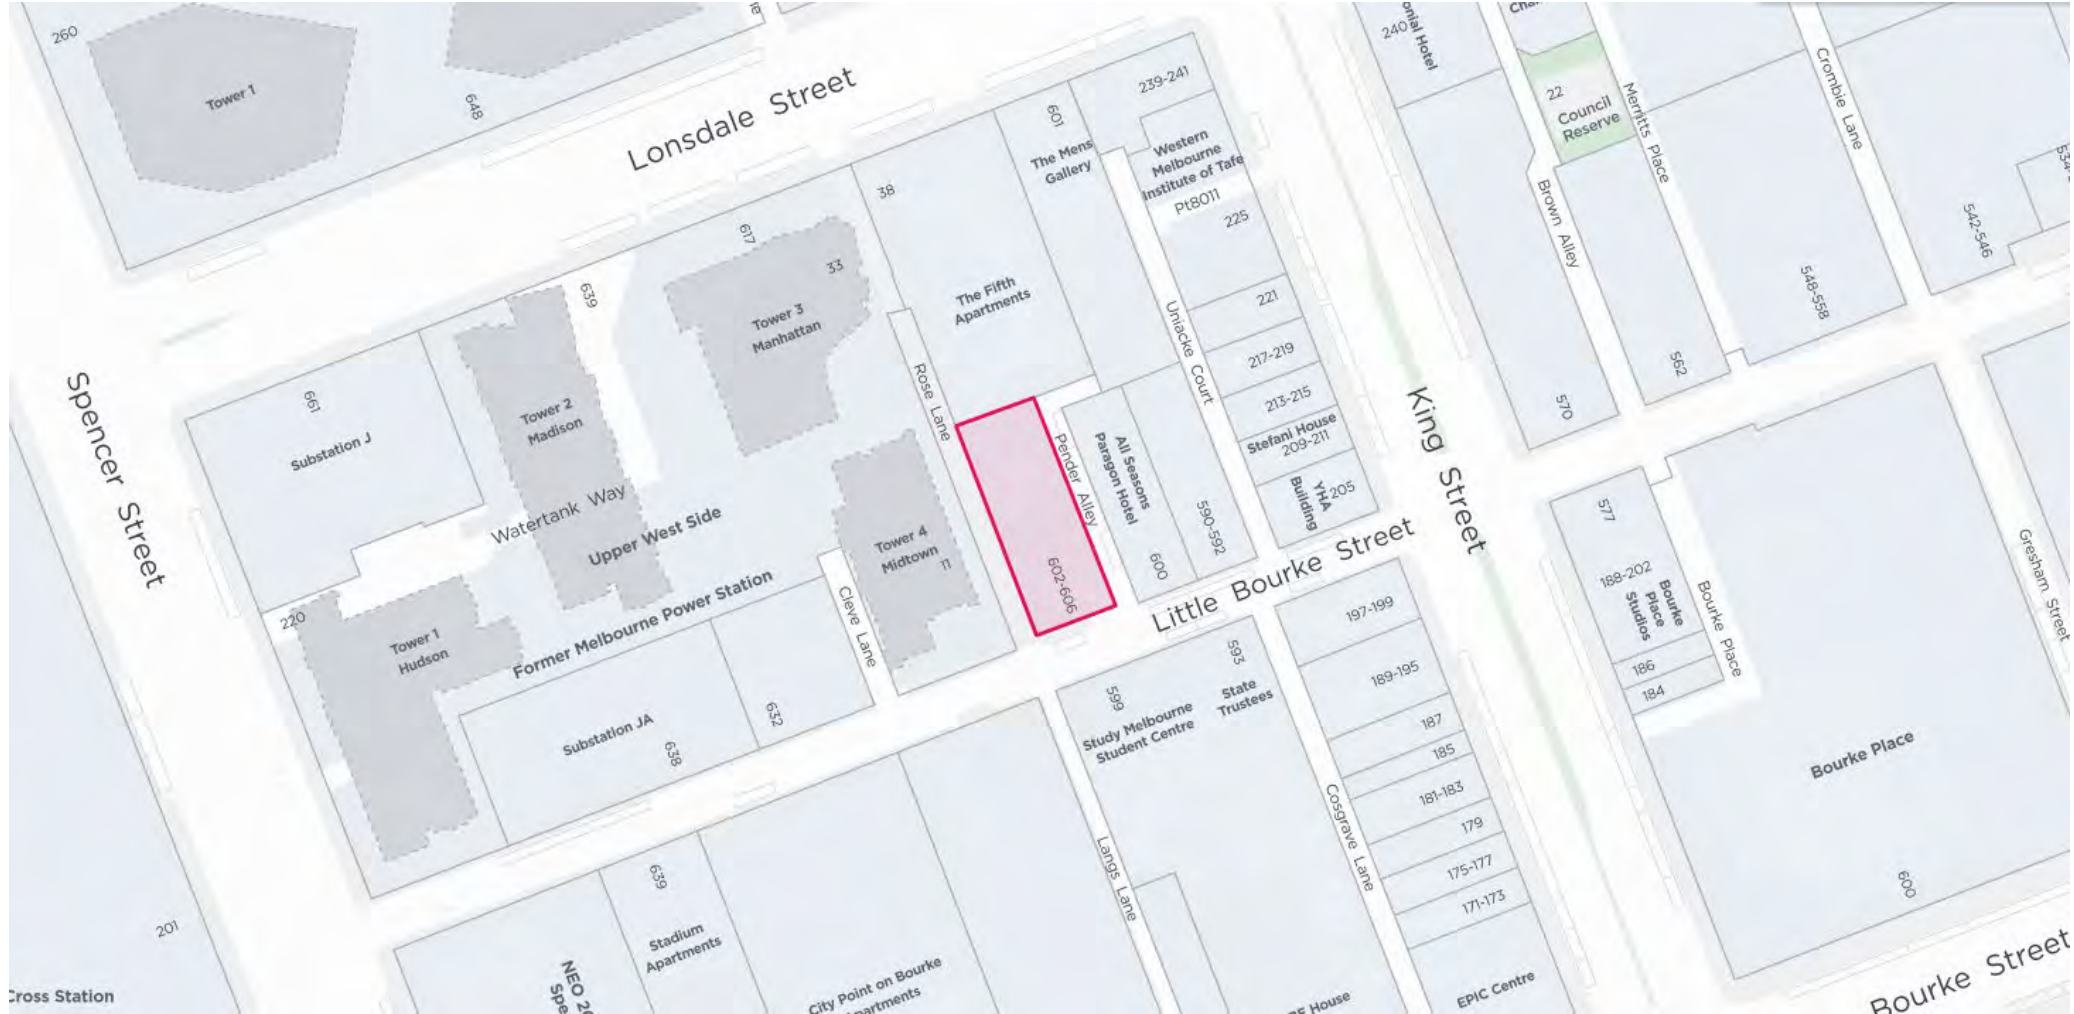 260
Tower 1
648
Lonsdale Street
239-241
601
The Mens
Gallery
Western
Melbourne
Institute of Tafe
Pt8011
225
240
onial Hotel
22
Council
Reserve
Merritts place
Crombie Lane
Brown Alley
542-546
548-558
562
570
38
617
33
Tower 3
Manhattan
639
The Fifth
Apartments
Rose Lane
Uniacke Court
221
217-219
213-215
Stefani House
209-211
YHA
Building
205
King Street
Spencer Street
661
Substation J
Tower 2
Madison
Watertank Way
Upper West Side
Former Melbourne Power Station
Tower 4
Midtown
11
Pender Alley
All Seasons
Paragon Hotel
600
590-592
602-606
Little Bourke Street
220
Tower 1
Hudson
Cleve Lane
Substation JA
638
632
577
188-202
Bourke
Place
Studios
186
184
Bourke Place
Gresham Street
197-199
189-195
187
185
181-183
179
175-177
171-173
593
State
Trustees
599
Study Melbourne
Student Centre
Cosgrave Lane
Langs Lane
Bourke Place
600
Bourke Street
201
Cross Station
639
Stadium
Apartments
NEO
City Point on Bourke
partments
House
EPIC Centre